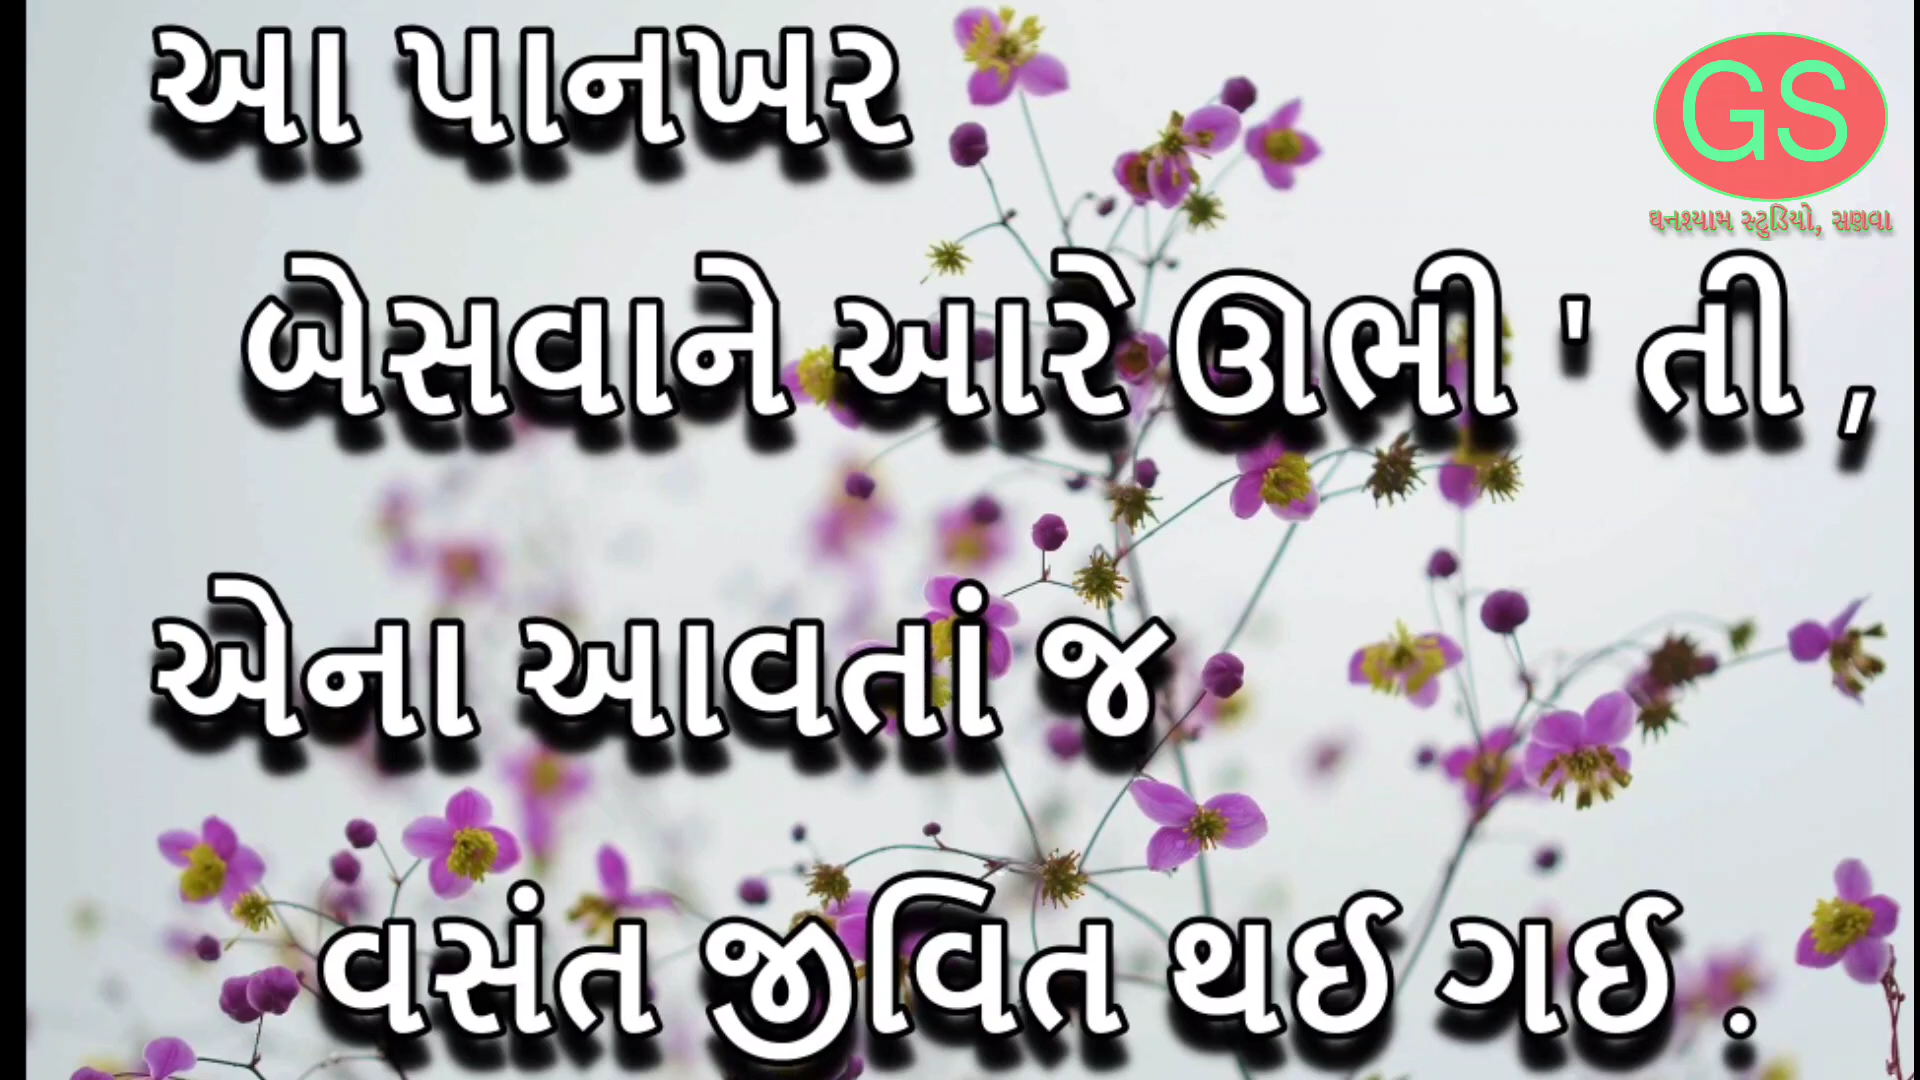 આ પાનખર
GS
ઘનશ્યામ સ્ટુડિયો, સણવા
બેસવાને આરે ઊભી ' તી ,
એના આવતાં જ
વસંત જીવિત થઈ ગઈ .